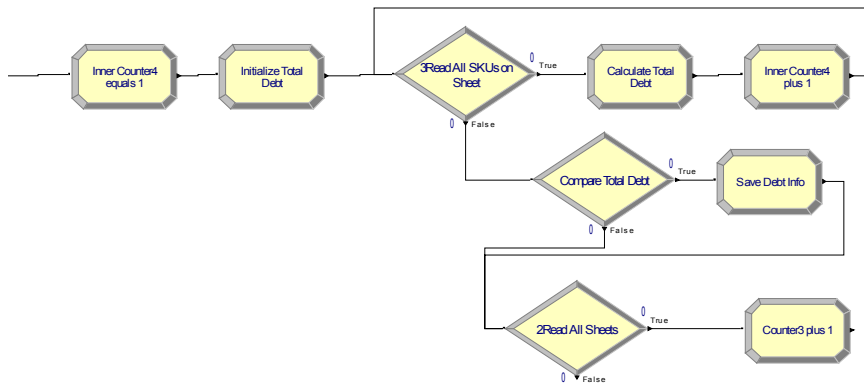 Inner Counter4
equals 1
Initialize Total
Debt
3Read All SKUs on
Sheet
0
True
0
False
Calculate Total
Debt
Inner Counter4
plus 1
Compare Total Debt
0
True
0
False
Save Debt Info
2Read All Sheets
0
True
0
False
Counter3 plus 1